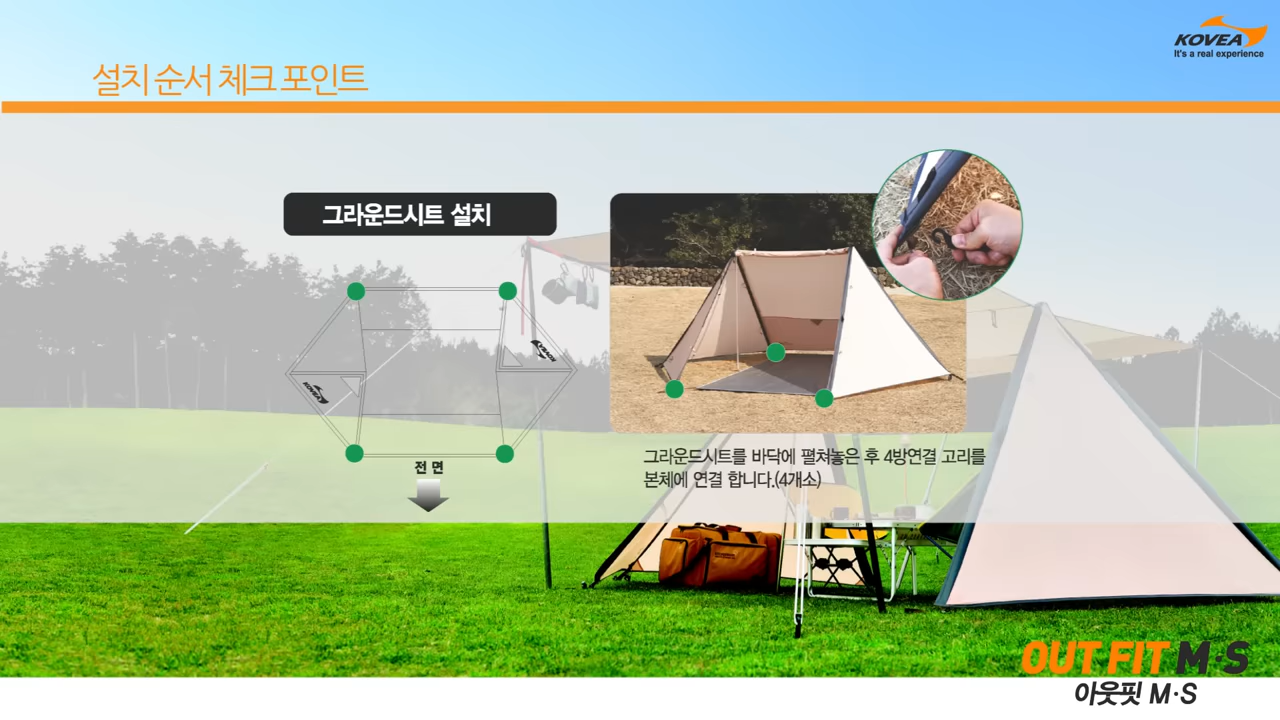 KOVEA
It's a real experience
설치 순서 체크 포인트
그라운드시트 설치
KOVEA
KOVEA
전 면
그라운드시트를 바닥에 펼쳐놓은 후 4방연결 고리를
본체에 연결 합니다.(4개소)
OUT FIT M·S
아웃핏 M·S